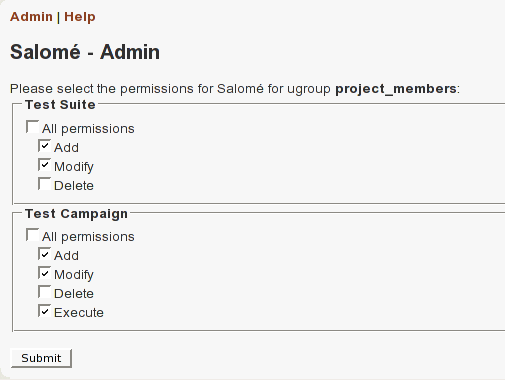 Admin | Help
Salomé - Admin
Please select the permissions for Salomé for ugroup project_members:
Test Suite
All permissions
Add
Modify
Delete
Test Campaign
All permissions
Add
Modify
Delete
Execute
Submit